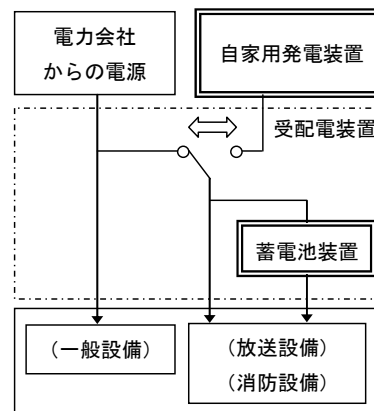 電力会社
からの電源
自家用発電装置
受配電装置
蓄電池装置
(一般設備)
(放送設備)
(消防設備)